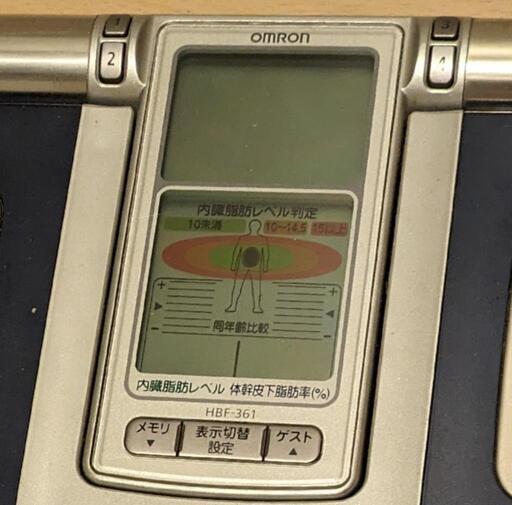 1
2
3
4
OMRON
内臓脂肪レベル判定
10未満 10～14.5 15以上
+ +
- -
同年齢比較
内臓脂肪レベル 体幹皮下脂肪率(%)
HBF-361
メモリ 表示切替 ゲスト
▼ 設定 ▲